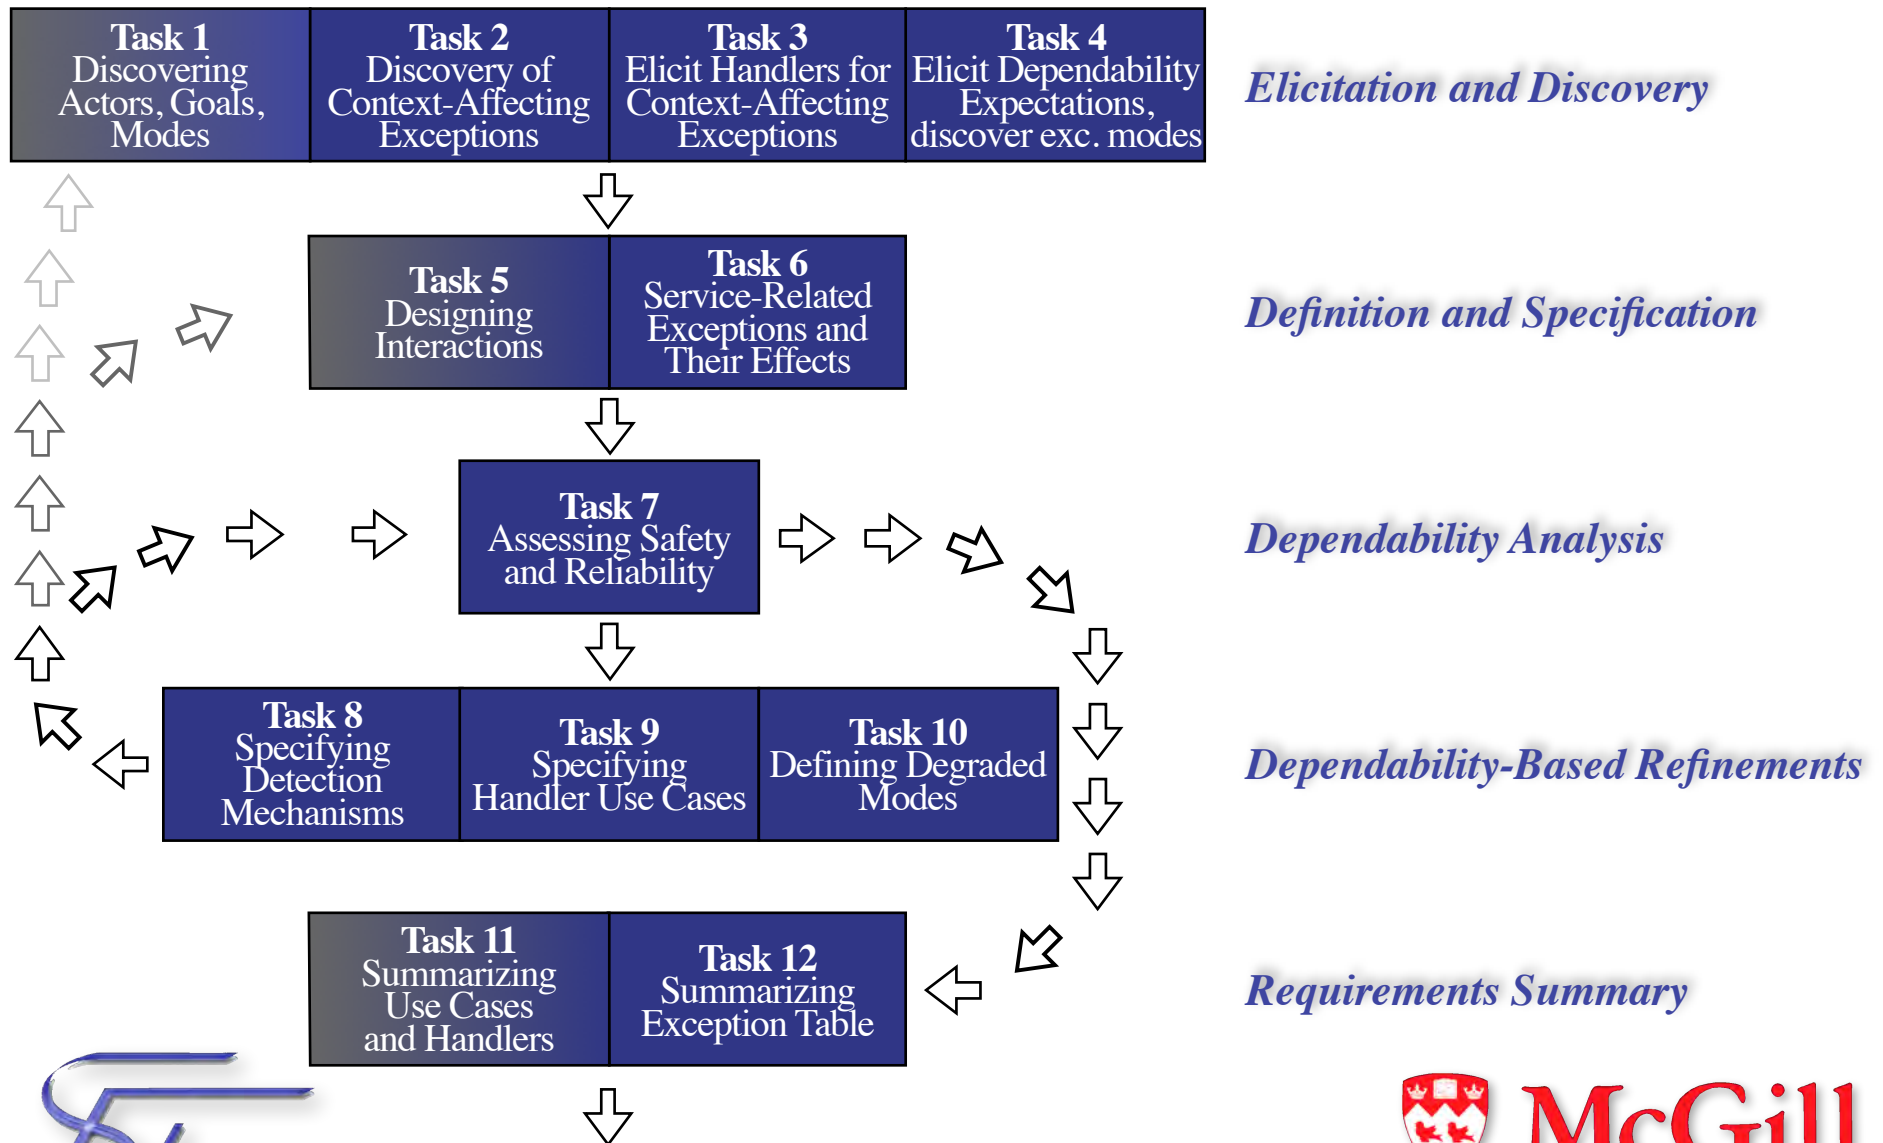 Task 1
Discovering
Actors, Goals,
Modes
Task 2
Discovery of
Context-Affecting
Exceptions
Task 3
Elicit Handlers for
Context-Affecting
Exceptions
Task 4
Elicit Dependability
Expectations,
discover exc. modes
Elicitation and Discovery
Task 5
Designing
Interactions
Task 6
Service-Related
Exceptions and
Their Effects
Definition and Specification
Task 7
Assessing Safety
and Reliability
Dependability Analysis
Task 8
Specifying
Detection
Mechanisms
Task 9
Specifying
Handler Use Cases
Task 10
Defining Degraded
Modes
Dependability-Based Refinements
Task 11
Summarizing
Use Cases
and Handlers
Task 12
Summarizing
Exception Table
Requirements Summary
McGill